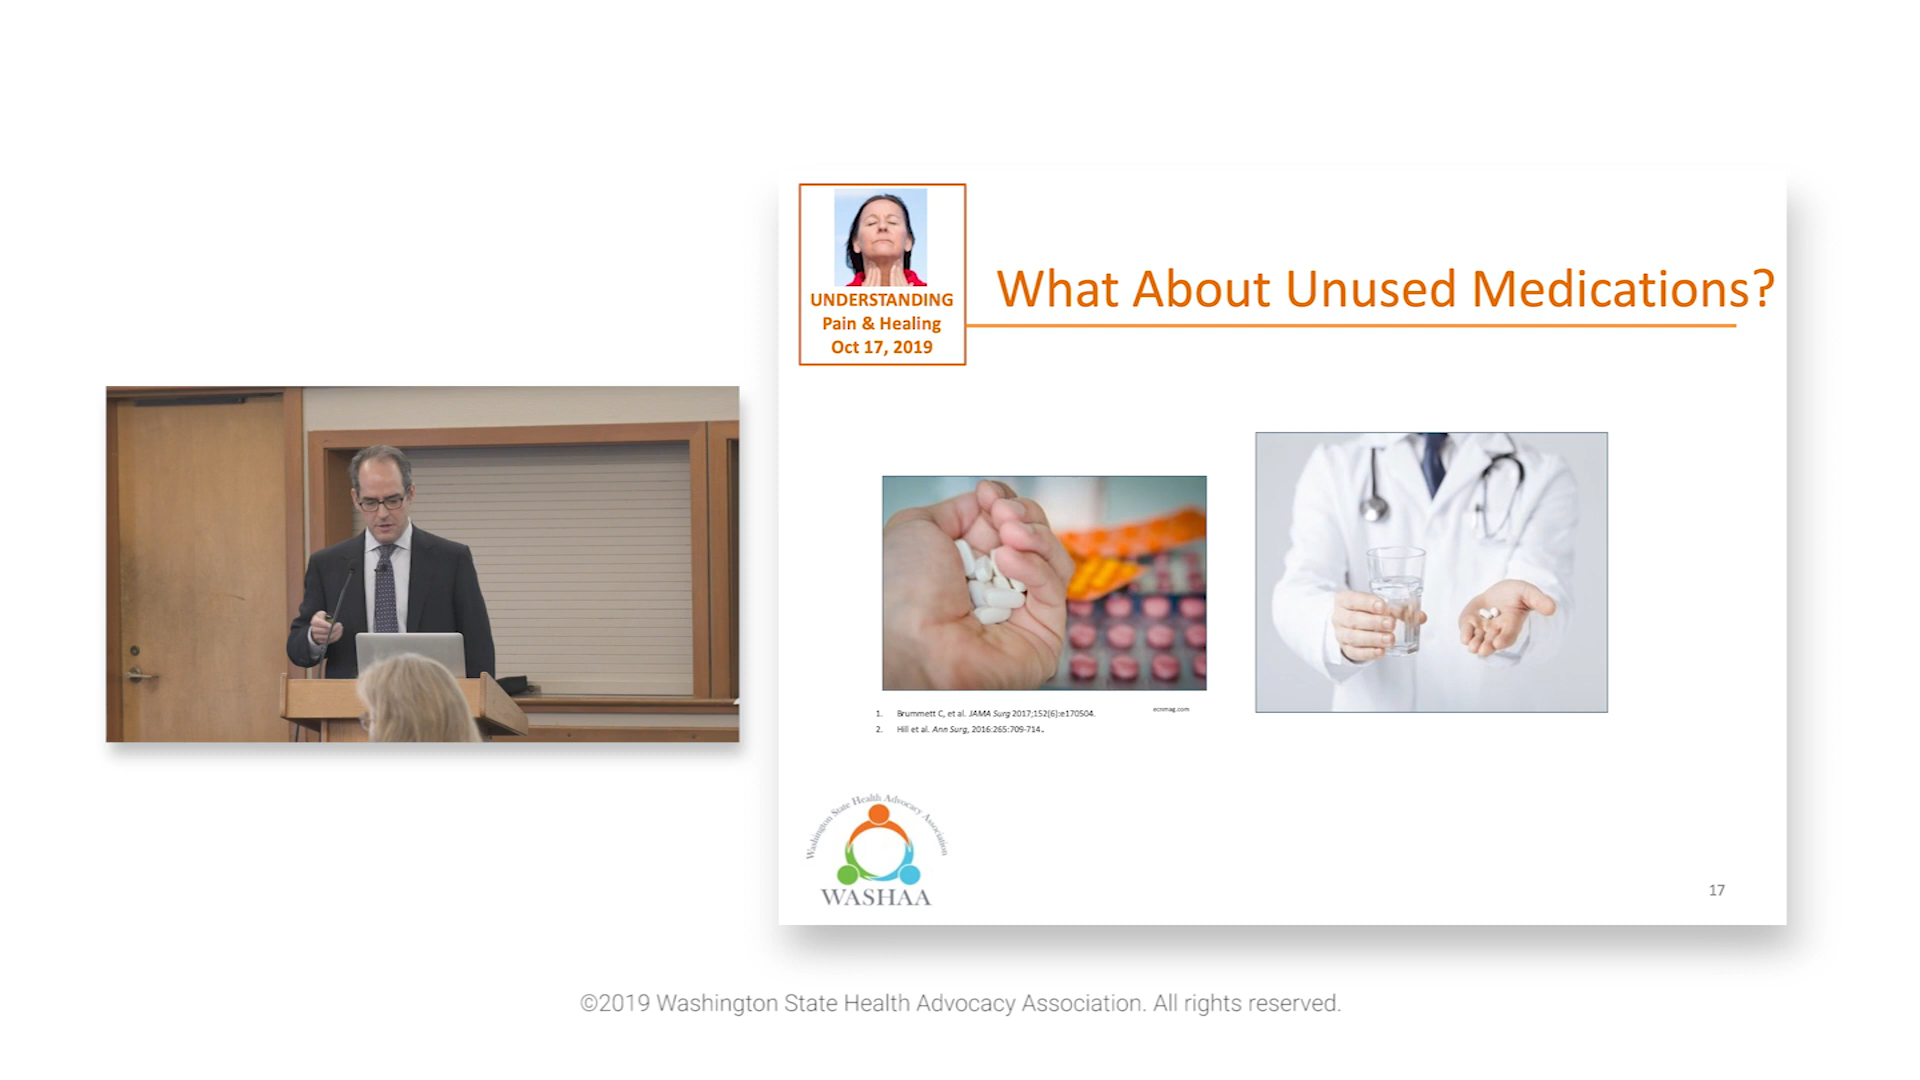 UNDERSTANDING
Pain & Healing
Oct 17, 2019
What About Unused Medications?
1. Brummett C, et al. JAMA Surg 2017;152(6):e170504.
2. Hill et al. Ann Surg, 2016:265:709-714.
ecnmag.com
Washington State Health Advocacy Association
WASHAA
17
©2019 Washington State Health Advocacy Association. All rights reserved.